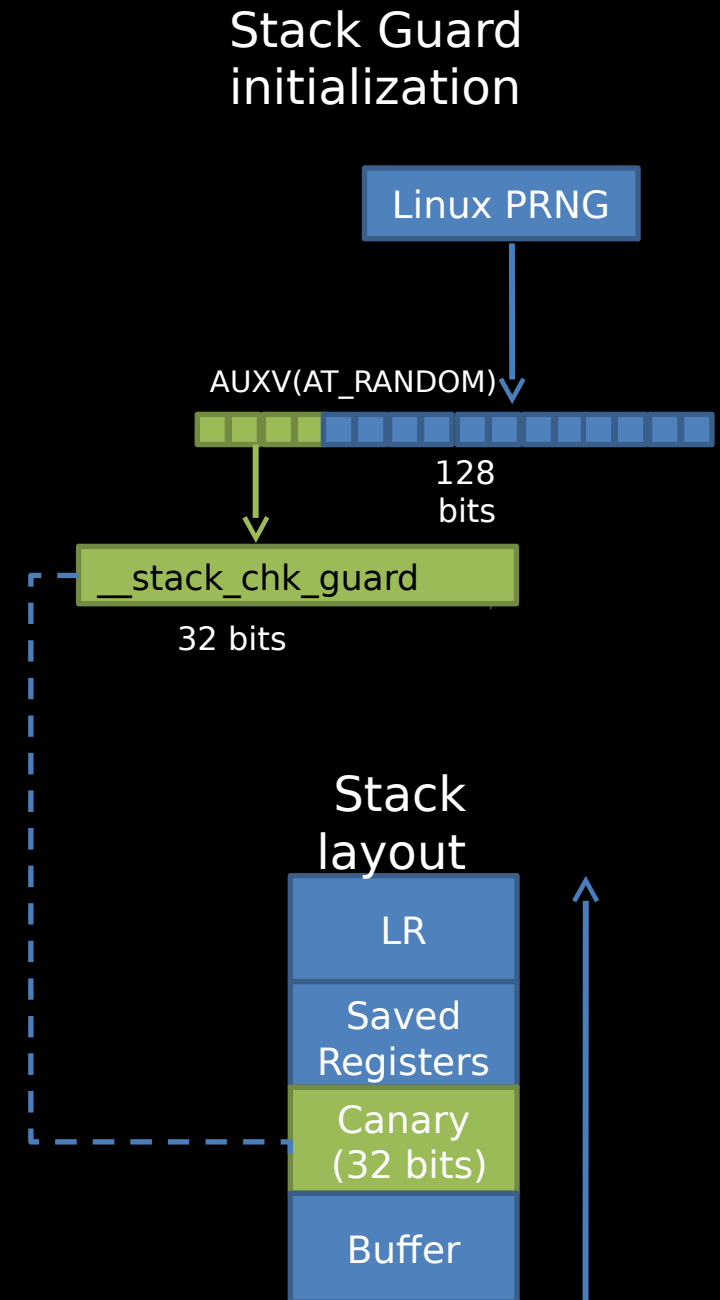 Stack Guard
initialization
Linux PRNG
AUXV(AT_RANDOM)
128
bits
__stack_chk_guard
32 bits
Stack
layout
LR
Saved
Registers
Canary
(32 bits)
Buffer